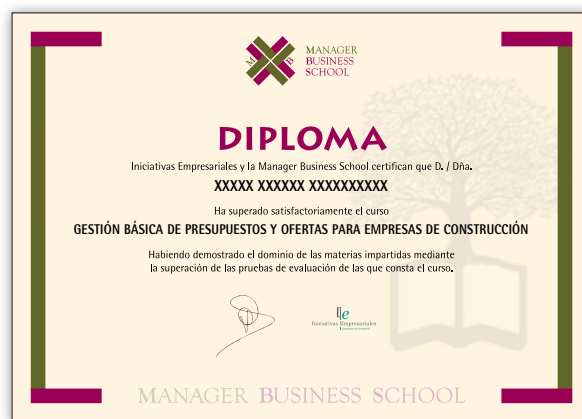 M B
MANAGER
BUSINESS
SCHOOL
DIPLOMA
Iniciativas Empresariales y la Manager Business School certifican que D. / Dña.
XXXXX XXXXXX XXXXXXXXXX
Ha superado satisfactoriamente el curso
GESTIÓN BÁSICA DE PRESUPUESTOS Y OFERTAS PARA EMPRESAS DE CONSTRUCCIÓN
Habiendo demostrado el dominio de las materias impartidas mediante
la superación de las pruebas de evaluación de las que consta el curso.
Iniciativas Empresariales
MANAGER BUSINESS SCHOOL